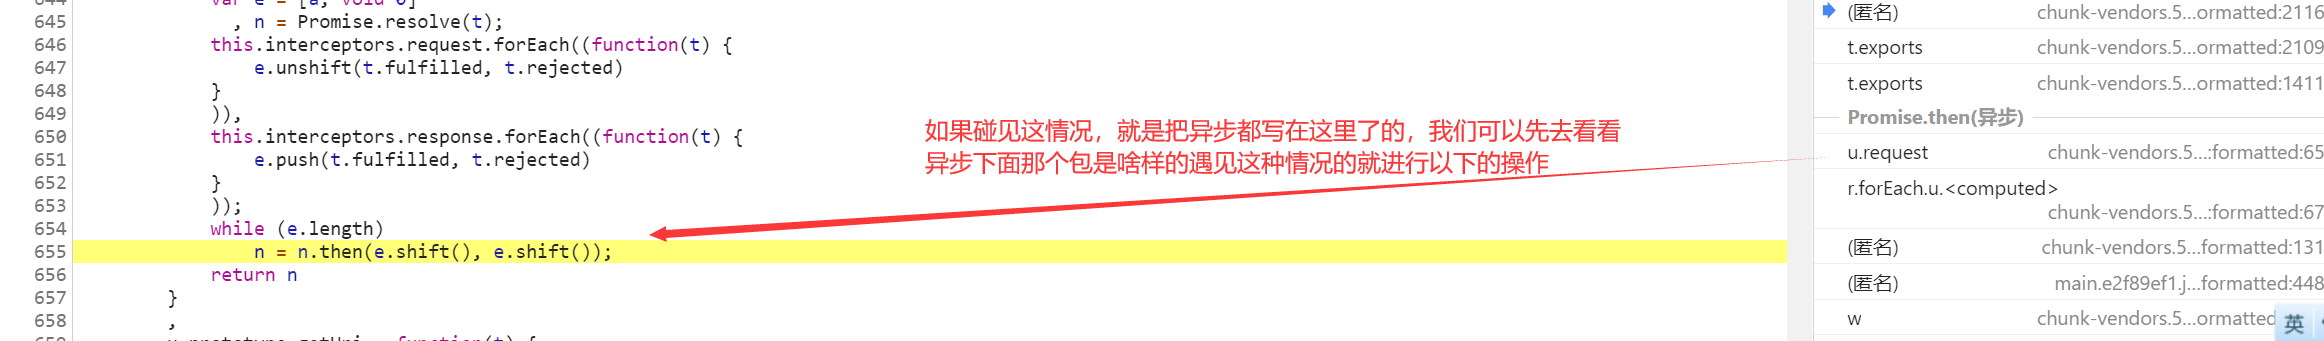 644 var e = [a, void 0]
645 , n = Promise.resolve(t);
646 this.interceptors.request.forEach((function(t) {
647 e.unshift(t.fulfilled, t.rejected)
648 }
649 )),
650 this.interceptors.response.forEach((function(t) {
651 e.push(t.fulfilled, t.rejected)
652 }
653 ));
654 while (e.length)
655 n = n.then(e.shift(), e.shift());
656 return n
657 }
658 ,
如果碰见这情况，就是把异步都写在这里了的，我们可以先去看看
异步下面那个包是啥样的遇见这种情况的就进行以下的操作
(匿名) chunk-vendors.5...ormatted:2116
t.exports chunk-vendors.5...ormatted:2109
t.exports chunk-vendors.5...ormatted:1411
Promise.then(异步)
u.request chunk-vendors.5...:formatted:65
r.forEach.u.<computed>
chunk-vendors.5...:formatted:67
(匿名) chunk-vendors.5...formatted:131
(匿名) main.e2f89ef1.j...formatted:448
w chunk-vendors.5...ormatted
英